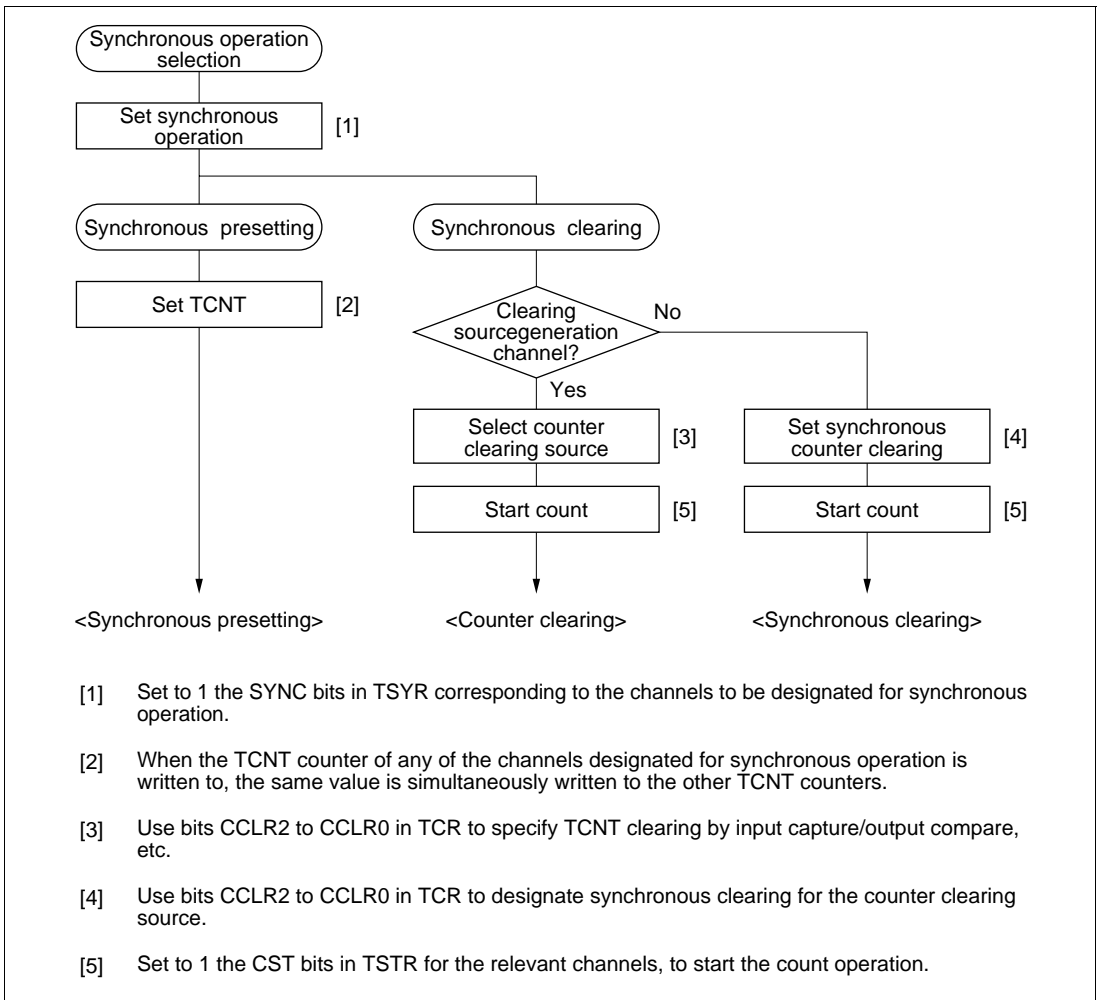 Synchronous operation
selection
Set synchronous
operation
[1]
Synchronous presetting
Synchronous clearing
Set TCNT
[2]
Clearing
sourcegeneration
channel?
No
Yes
Select counter
clearing source
[3]
Set synchronous
counter clearing
[4]
Start count
[5]
Start count
[5]
<Synchronous presetting>
<Counter clearing>
<Synchronous clearing>
[1] Set to 1 the SYNC bits in TSYR corresponding to the channels to be designated for synchronous
operation.
[2] When the TCNT counter of any of the channels designated for synchronous operation is
written to, the same value is simultaneously written to the other TCNT counters.
[3] Use bits CCLR2 to CCLR0 in TCR to specify TCNT clearing by input capture/output compare,
etc.
[4] Use bits CCLR2 to CCLR0 in TCR to designate synchronous clearing for the counter clearing
source.
[5] Set to 1 the CST bits in TSTR for the relevant channels, to start the count operation.